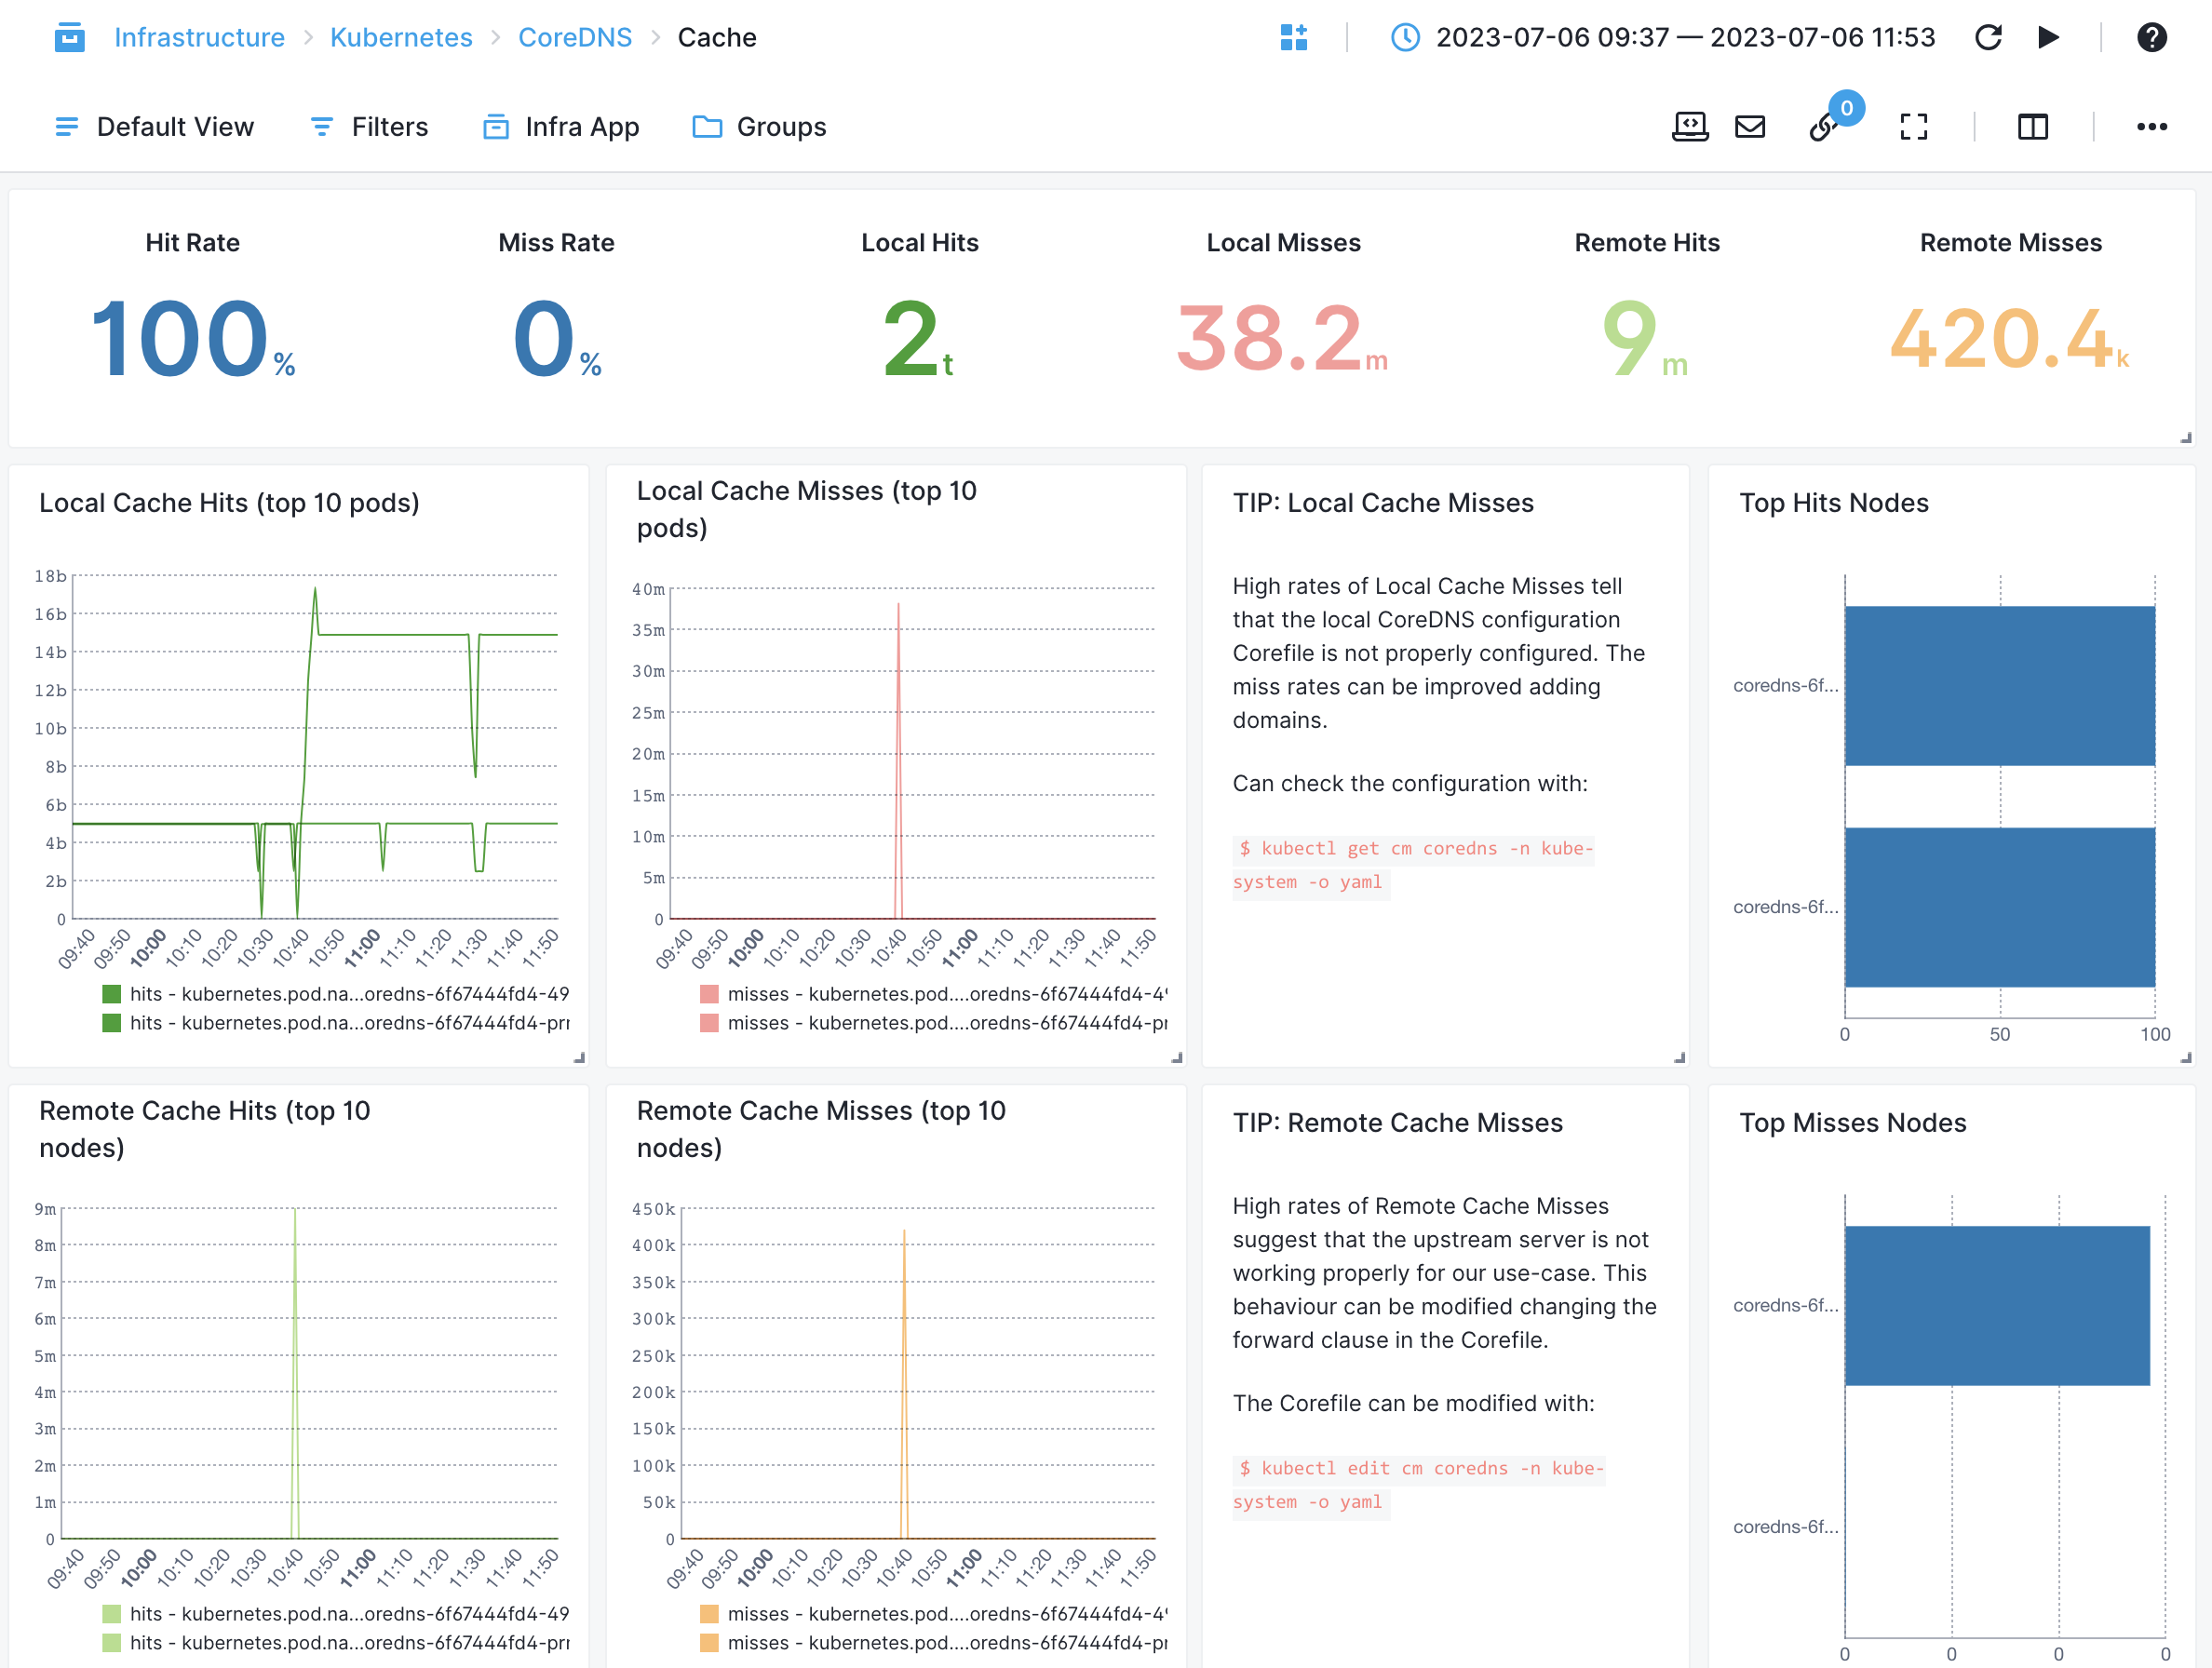 Infrastructure > Kubernetes > CoreDNS > Cache
2023-07-06 09:37 — 2023-07-06 11:53
?
Default View
Filters
Infra App
Groups
0
Hit Rate
100%
Miss Rate
0%
Local Hits
2t
Local Misses
38.2m
Remote Hits
9m
Remote Misses
420.4k
Local Cache Hits (top 10 pods)
18b
16b
14b
12b
10b
8b
6b
4b
2b
0
09:40 09:50 10:00 10:10 10:20 10:30 10:40 10:50 11:00 11:10 11:20 11:30 11:40 11:50
hits - kubernetes.pod.na...oredns-6f67444fd4-49
hits - kubernetes.pod.na...oredns-6f67444fd4-prr
Local Cache Misses (top 10
pods)
40m
35m
30m
25m
20m
15m
10m
5m
0
09:40 09:50 10:00 10:10 10:20 10:30 10:40 10:50 11:00 11:10 11:20 11:30 11:40 11:50
misses - kubernetes.pod....oredns-6f67444fd4-49
misses - kubernetes.pod....oredns-6f67444fd4-pr
TIP: Local Cache Misses
High rates of Local Cache Misses tell
that the local CoreDNS configuration
Corefile is not properly configured. The
miss rates can be improved adding
domains.
Can check the configuration with:
$ kubectl get cm coredns -n kube-
system -o yaml
Top Hits Nodes
coredns-6f...
coredns-6f...
0 50 100
Remote Cache Hits (top 10
nodes)
9m
8m
7m
6m
5m
4m
3m
2m
1m
0
09:40 09:50 10:00 10:10 10:20 10:30 10:40 10:50 11:00 11:10 11:20 11:30 11:40 11:50
hits - kubernetes.pod.na...oredns-6f67444fd4-49
hits - kubernetes.pod.na...oredns-6f67444fd4-prr
Remote Cache Misses (top 10
nodes)
450k
400k
350k
300k
250k
200k
150k
100k
50k
0
09:40 09:50 10:00 10:10 10:20 10:30 10:40 10:50 11:00 11:10 11:20 11:30 11:40 11:50
misses - kubernetes.pod....oredns-6f67444fd4-49
misses - kubernetes.pod....oredns-6f67444fd4-pr
TIP: Remote Cache Misses
High rates of Remote Cache Misses
suggest that the upstream server is not
working properly for our use-case. This
behaviour can be modified changing the
forward clause in the Corefile.
The Corefile can be modified with:
$ kubectl edit cm coredns -n kube-
system -o yaml
Top Misses Nodes
coredns-6f...
coredns-6f...
0 0 0 0